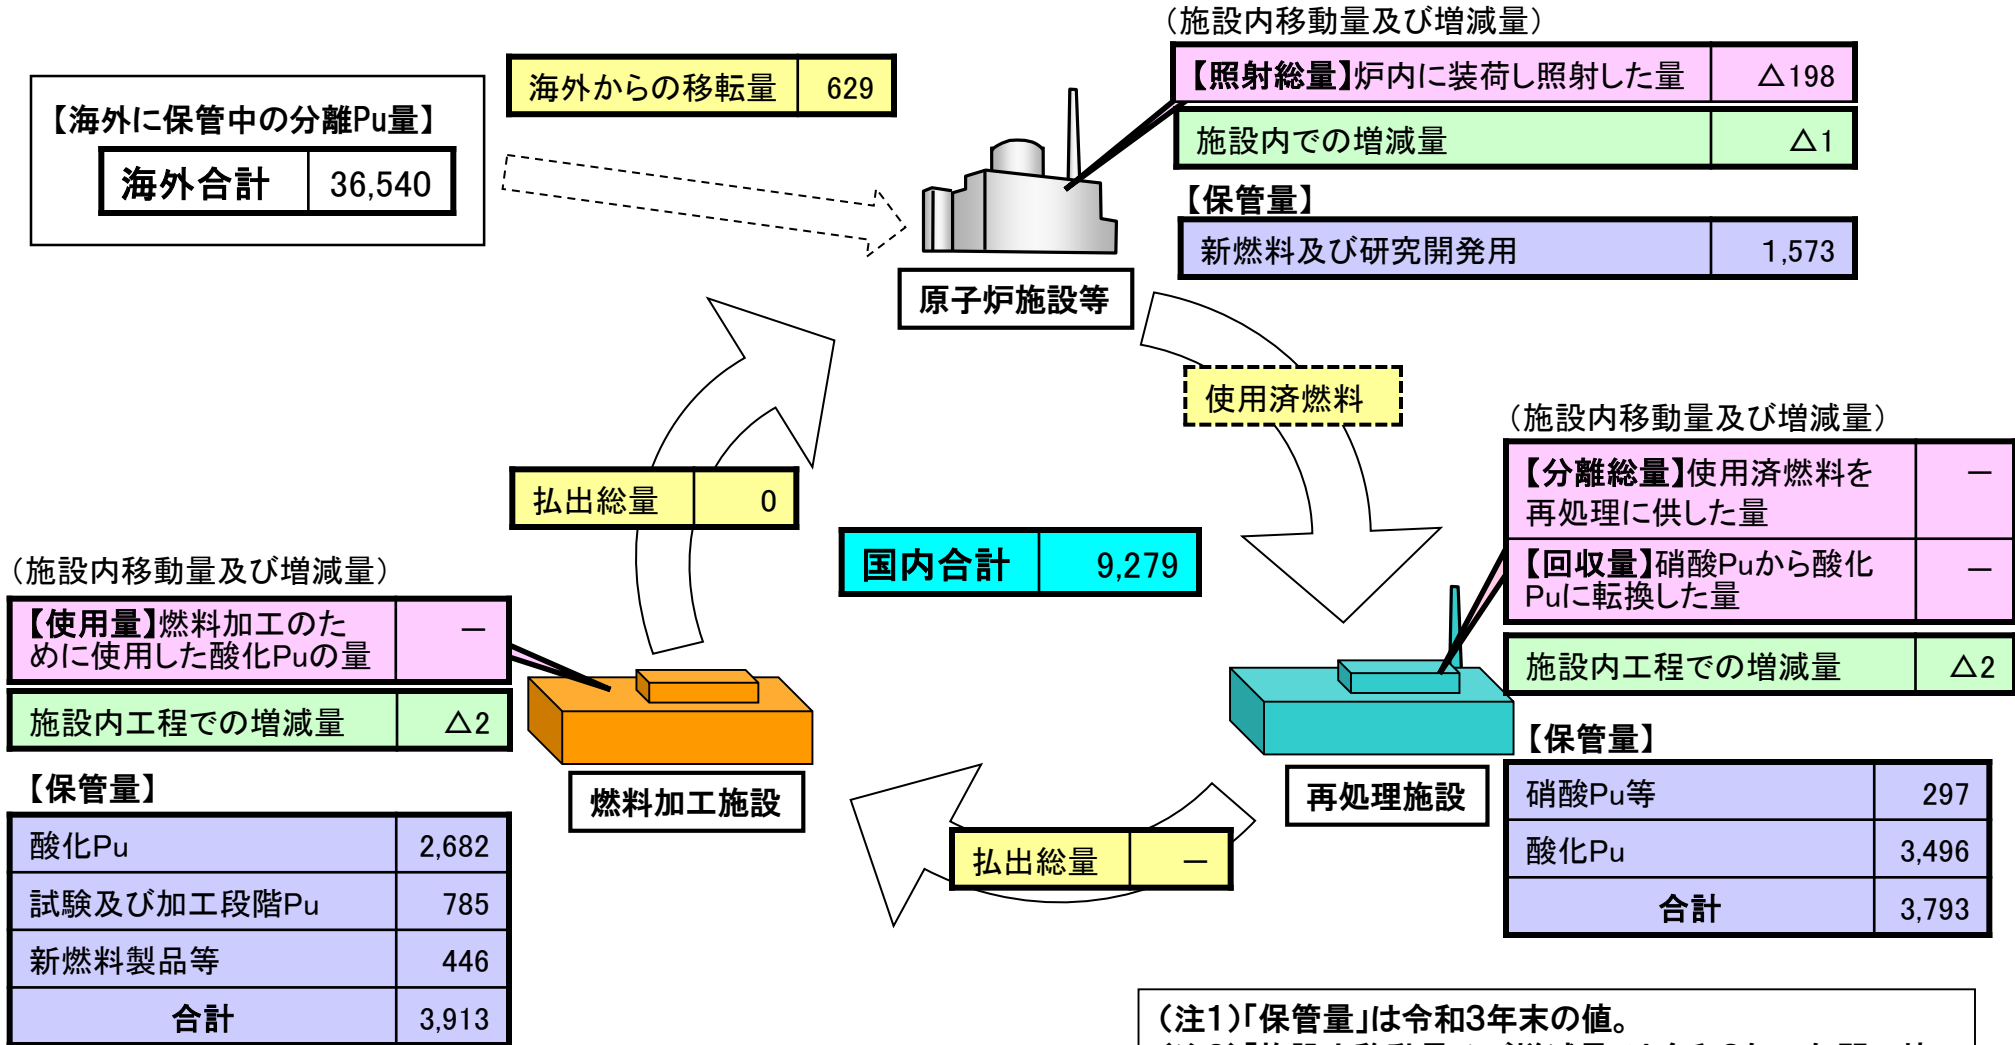 （施設内移動量及び増減量）
海外からの移転量 629
【照射総量】炉内に装荷し照射した量 △198
施設内での増減量 △1
【海外に保管中の分離Pu量】
海外合計 36,540
【保管量】
新燃料及び研究開発用 1,573
原子炉施設等
使用済燃料
（施設内移動量及び増減量）
【分離総量】使用済燃料を
再処理に供した量 －
【回収量】硝酸Puから酸化
Puに転換した量 －
施設内工程での増減量 △2
払出総量 0
国内合計 9,279
（施設内移動量及び増減量）
【使用量】燃料加工のた
めに使用した酸化Puの量 －
施設内工程での増減量 △2
【保管量】
酸化Pu 2,682
試験及び加工段階Pu 785
新燃料製品等 446
合計 3,913
燃料加工施設
払出総量 －
再処理施設
【保管量】
硝酸Pu等 297
酸化Pu 3,496
合計 3,793
（注1）「保管量」は令和3年末の値。